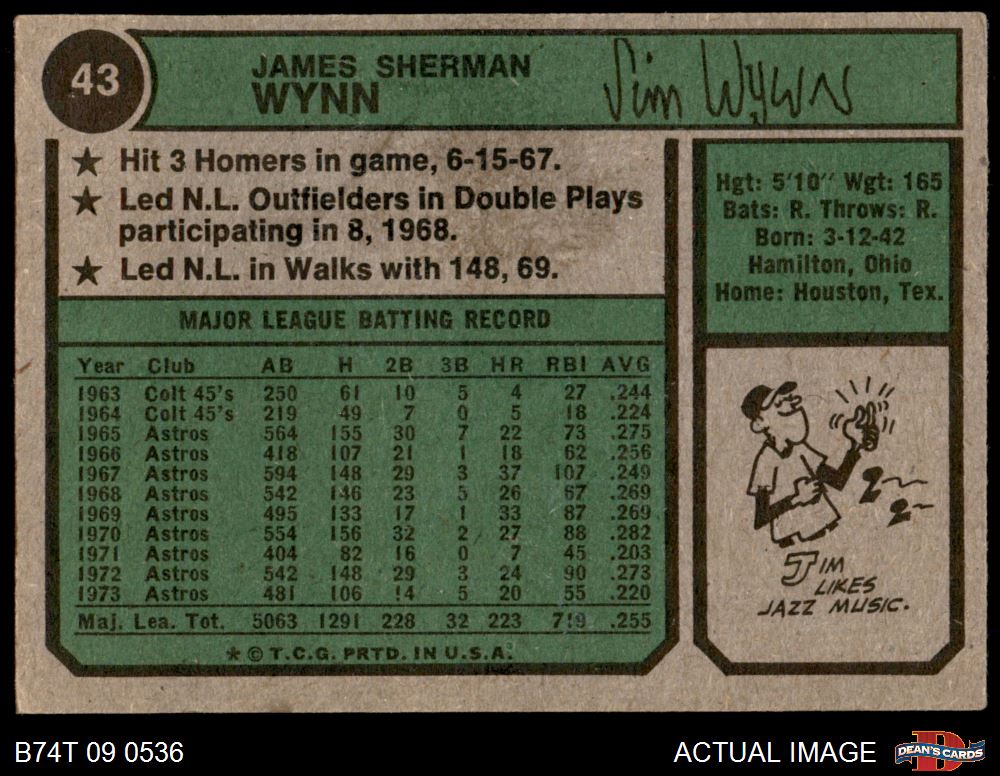 43
JAMES SHERMAN
WYNN
Jim Wynn
★ Hit 3 Homers in game, 6-15-67.
★ Led N.L. Outfielders in Double Plays
participating in 8, 1968.
★ Led N.L. in Walks with 148, 69.
Hgt: 5'10″ Wgt: 165
Bats: R. Throws: R.
Born: 3-12-42
Hamilton, Ohio
Home: Houston, Tex.
MAJOR LEAGUE BATTING RECORD
Year Club AB H 2B 3B HR RBI AVG
1963 Colt 45's 250 61 10 5 4 27 .244
1964 Colt 45's 219 49 7 0 5 18 .224
1965 Astros 564 155 30 7 22 73 .275
1966 Astros 418 107 21 1 18 62 .256
1967 Astros 594 148 29 3 37 107 .249
1968 Astros 542 146 23 5 26 67 .269
1969 Astros 495 133 17 1 33 87 .269
1970 Astros 554 156 32 2 27 88 .282
1971 Astros 404 82 16 0 7 45 .203
1972 Astros 542 148 29 3 24 90 .273
1973 Astros 481 106 14 5 20 55 .220
Maj. Lea. Tot. 5063 1291 228 32 223 719 .255
★ © T.C.G. PRTD. IN U.S.A.
JIM
LIKES
JAZZ MUSIC.
B74T 09 0536
ACTUAL IMAGE
DEAN'S CARDS